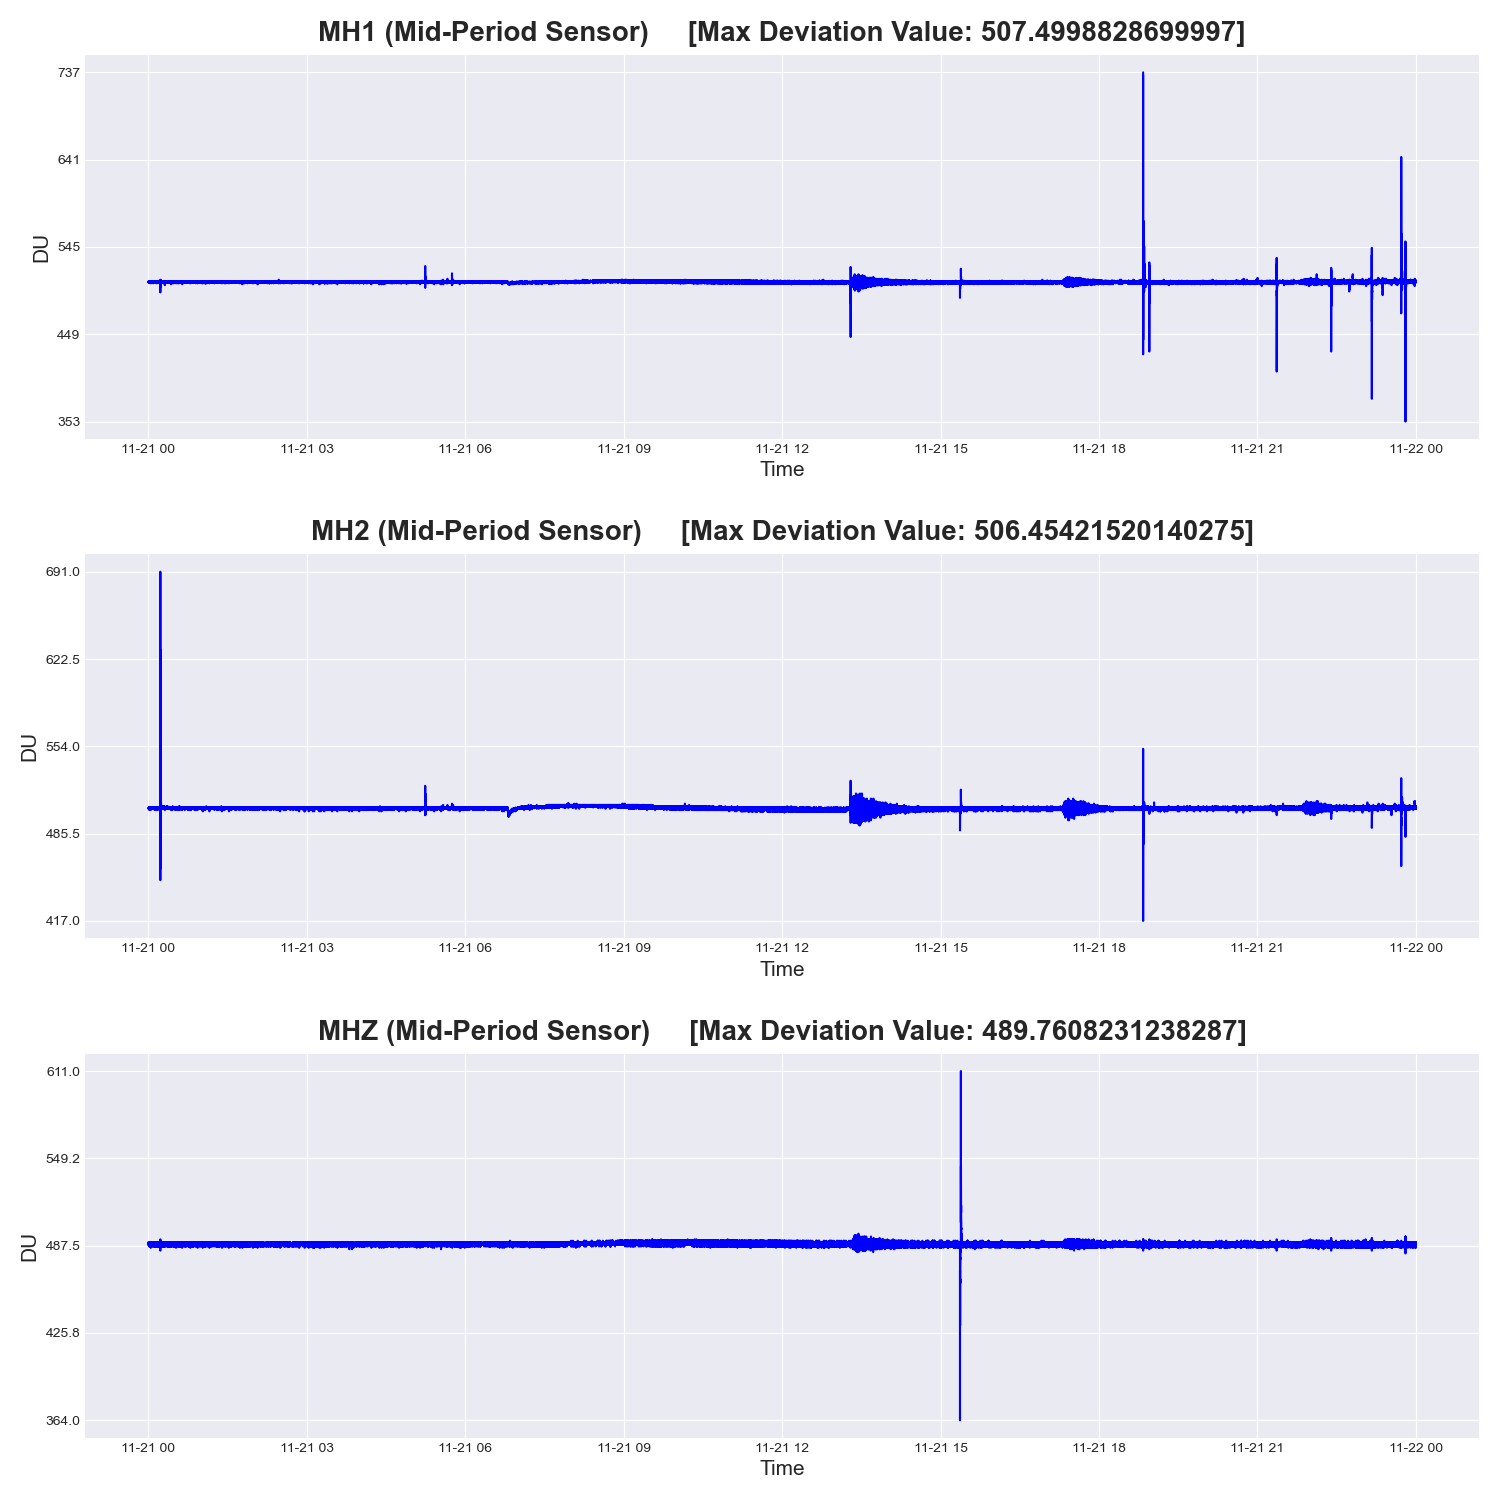 MH1 (Mid-Period Sensor) [Max Deviation Value: 507.4998828699997]
737
641
545
449
353
DU
11-21 00 11-21 03 11-21 06 11-21 09 11-21 12 11-21 15 11-21 18 11-21 21 11-22 00
Time
MH2 (Mid-Period Sensor) [Max Deviation Value: 506.45421520140275]
691.0
622.5
554.0
485.5
417.0
DU
11-21 00 11-21 03 11-21 06 11-21 09 11-21 12 11-21 15 11-21 18 11-21 21 11-22 00
Time
MHZ (Mid-Period Sensor) [Max Deviation Value: 489.7608231238287]
611.0
549.2
487.5
425.8
364.0
DU
11-21 00 11-21 03 11-21 06 11-21 09 11-21 12 11-21 15 11-21 18 11-21 21 11-22 00
Time